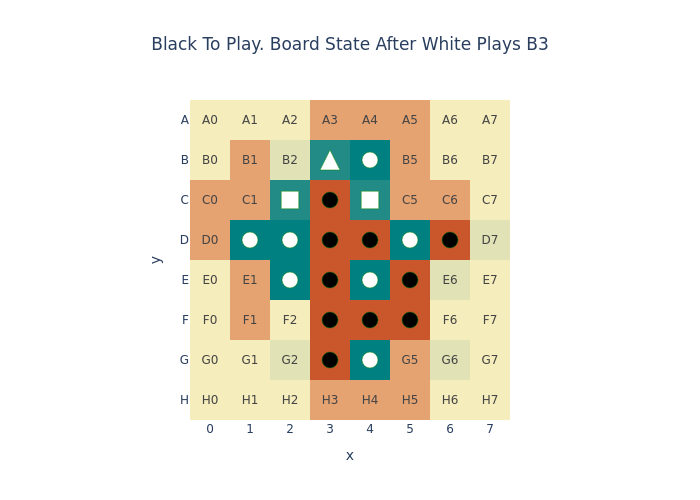 Black To Play. Board State After White Plays B3
A A0 A1 A2 A3 A4 A5 A6 A7
B B0 B1 B2 B5 B6 B7
C C0 C1 C5 C6 C7
D D0 D7
y
E E0 E1 E6 E7
F F0 F1 F2 F6 F7
G G0 G1 G2 G5 G6 G7
H H0 H1 H2 H3 H4 H5 H6 H7
0 1 2 3 4 5 6 7
x